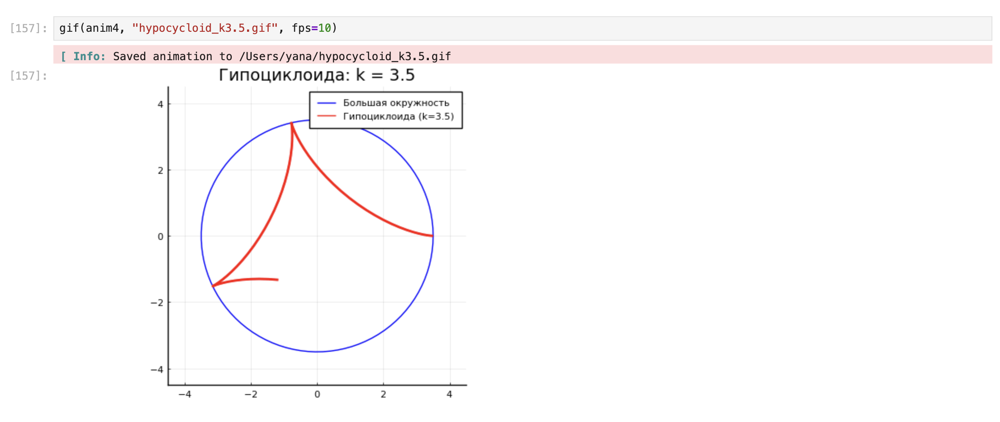 [157]: gif(anim4, "hypocycloid_k3.5.gif", fps=10)
[ Info: Saved animation to /Users/yana/hypocycloid_k3.5.gif
[157]:
Гипоциклоида: k = 3.5
Большая окружность
Гипоциклоида (k=3.5)
4
2
0
−2
−4
−4 −2 0 2 4